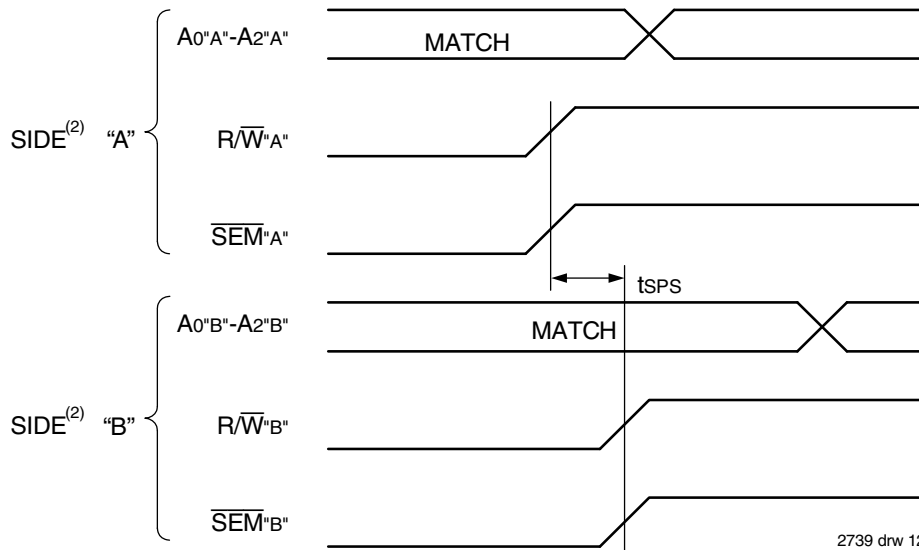 A0"A"-A2"A"
MATCH
SIDE(2) “A”
R/W"A"
SEM"A"
tSPS
A0"B"-A2"B"
MATCH
SIDE(2) “B”
R/W"B"
SEM"B"
2739 drw 12